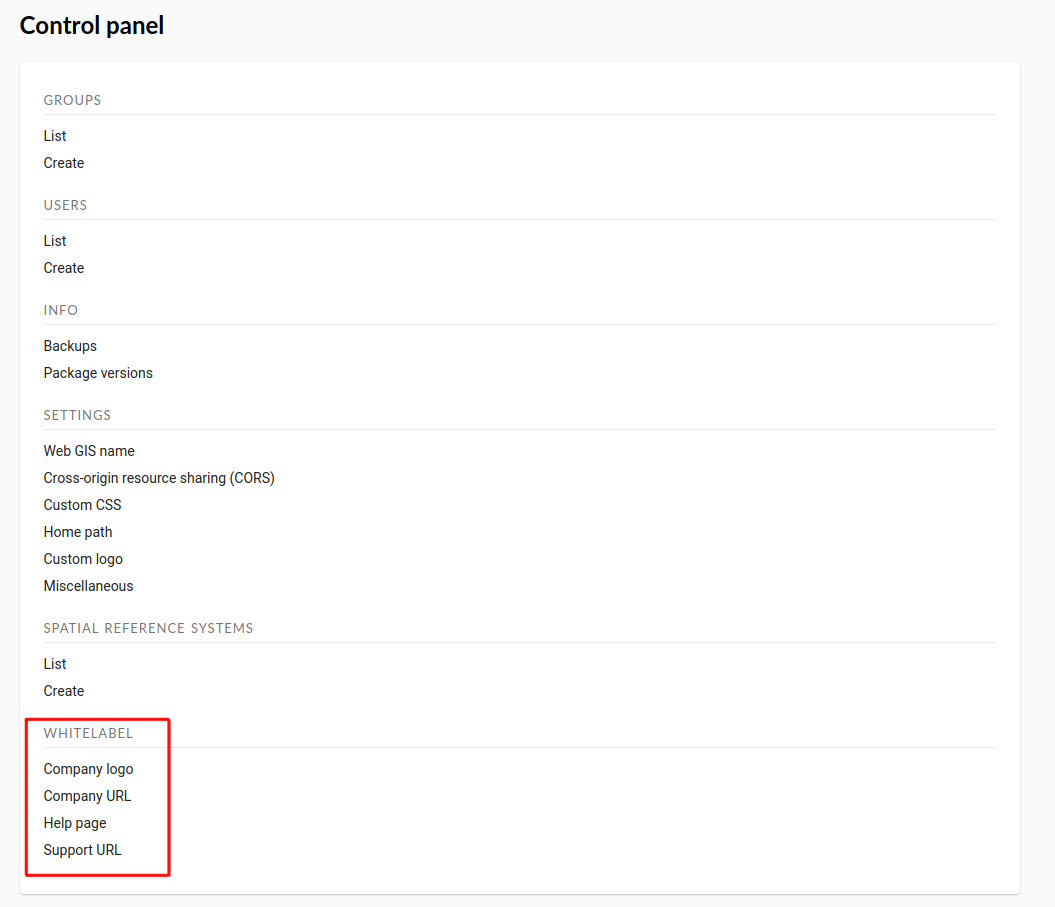 Control panel
GROUPS
List
Create
USERS
List
Create
INFO
Backups
Package versions
SETTINGS
Web GIS name
Cross-origin resource sharing (CORS)
Custom CSS
Home path
Custom logo
Miscellaneous
SPATIAL REFERENCE SYSTEMS
List
Create
WHITELABEL
Company logo
Company URL
Help page
Support URL